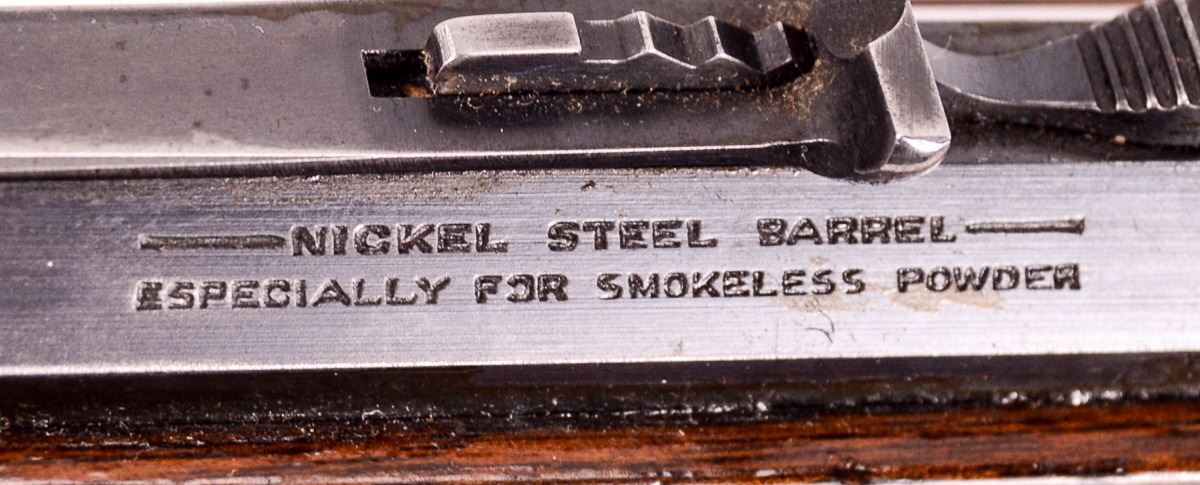 NICKEL STEEL BARREL
ESPECIALLY FOR SMOKELESS POWDER